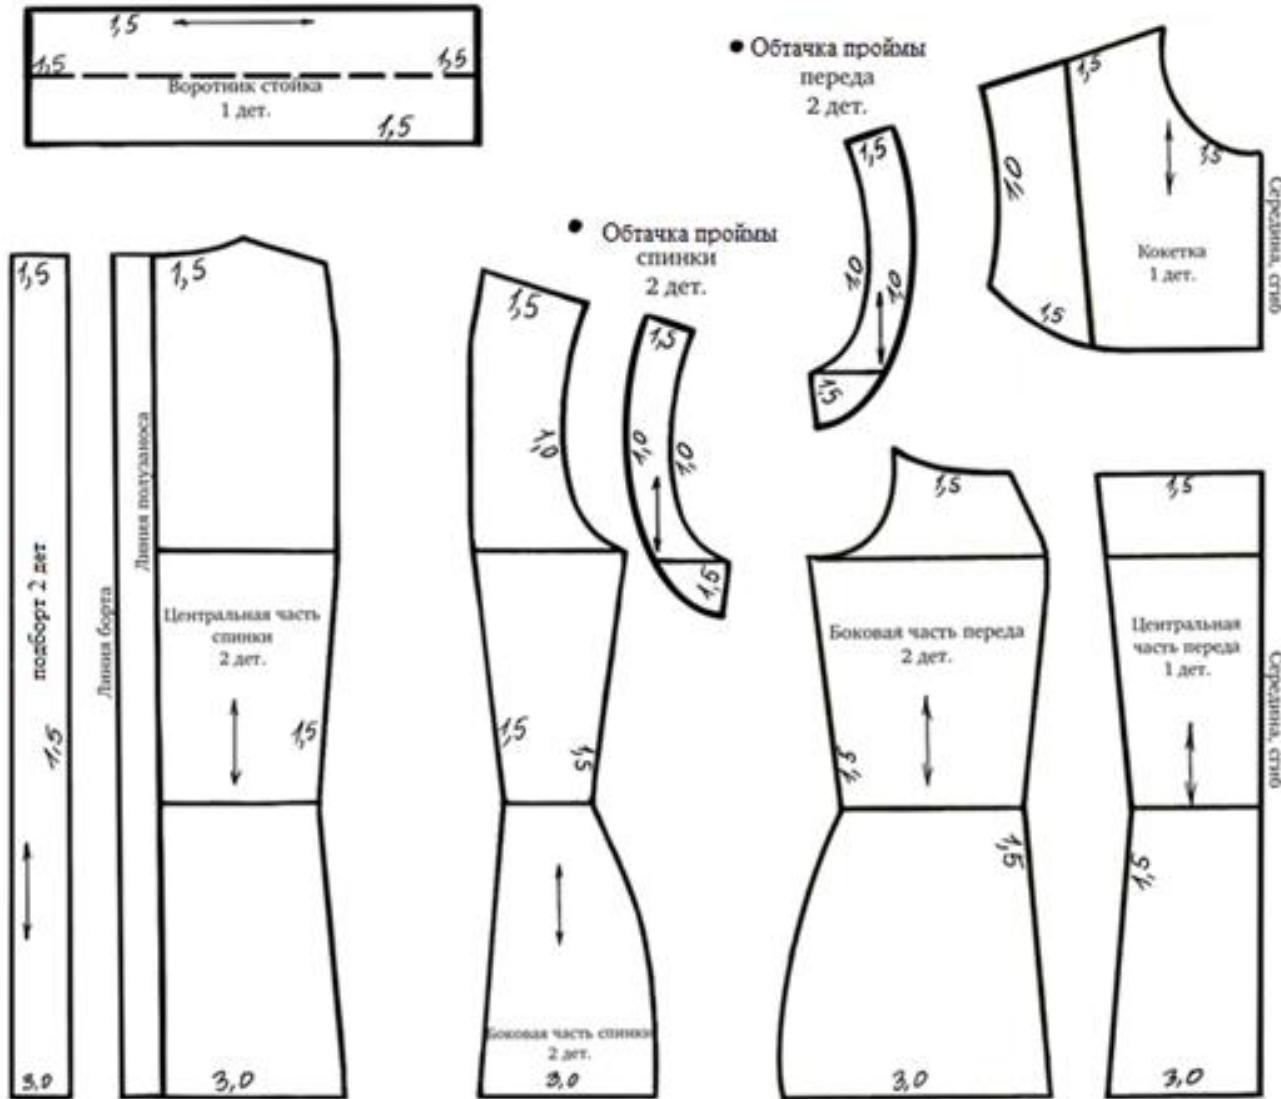 1,5
1,5
1,5
Воротник стойка
1 дет.
1,5
• Обтачка проймы
переда
2 дет.
1,5
1,0
1,0
1,5
1,5
1,0
1,5
Кокетка
1 дет.
1,5
Середина, сгиб
• Обтачка проймы
спинки
2 дет.
1,5
1,0
1,0
1,5
1,5
подборт 2 дет
1,5
3,0
Линия борта
Линия полузаноса
1,5
Центральная часть
спинки
2 дет.
1,5
3,0
1,5
1,0
1,5
1,5
Боковая часть спинки
2 дет.
3,0
1,5
Боковая часть переда
2 дет.
1,5
1,5
3,0
1,5
Центральная
часть переда
1 дет.
Середина, сгиб
1,5
3,0